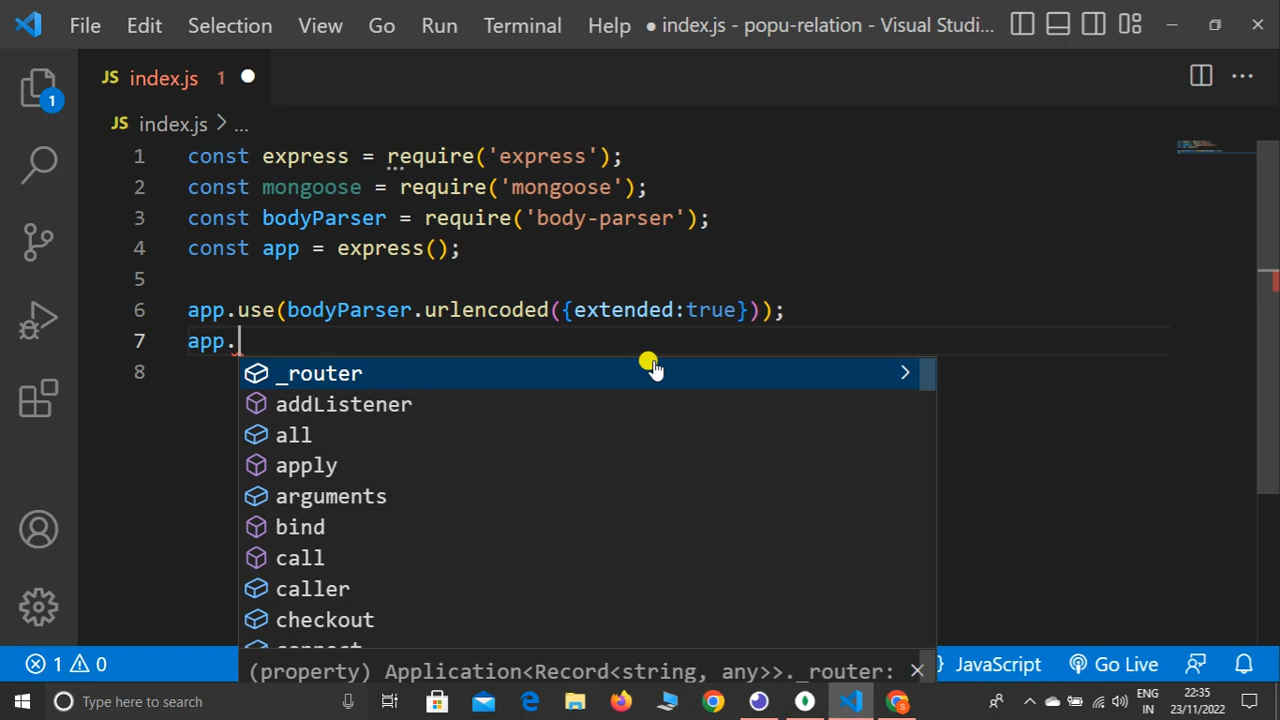 File Edit Selection View Go Run Terminal Help ● index.js - popu-relation - Visual Studi...
JS index.js 1
JS index.js > ...
1 const express = require('express');
2 const mongoose = require('mongoose');
3 const bodyParser = require('body-parser');
4 const app = express();
5
6 app.use(bodyParser.urlencoded({extended:true}));
7 app.
8
_router
addListener
all
apply
arguments
bind
call
caller
checkout
(property) Application<Record<string, any>>._router:
1
1 0
} JavaScript Go Live
Type here to search
ENG
IN
22:35
23/11/2022